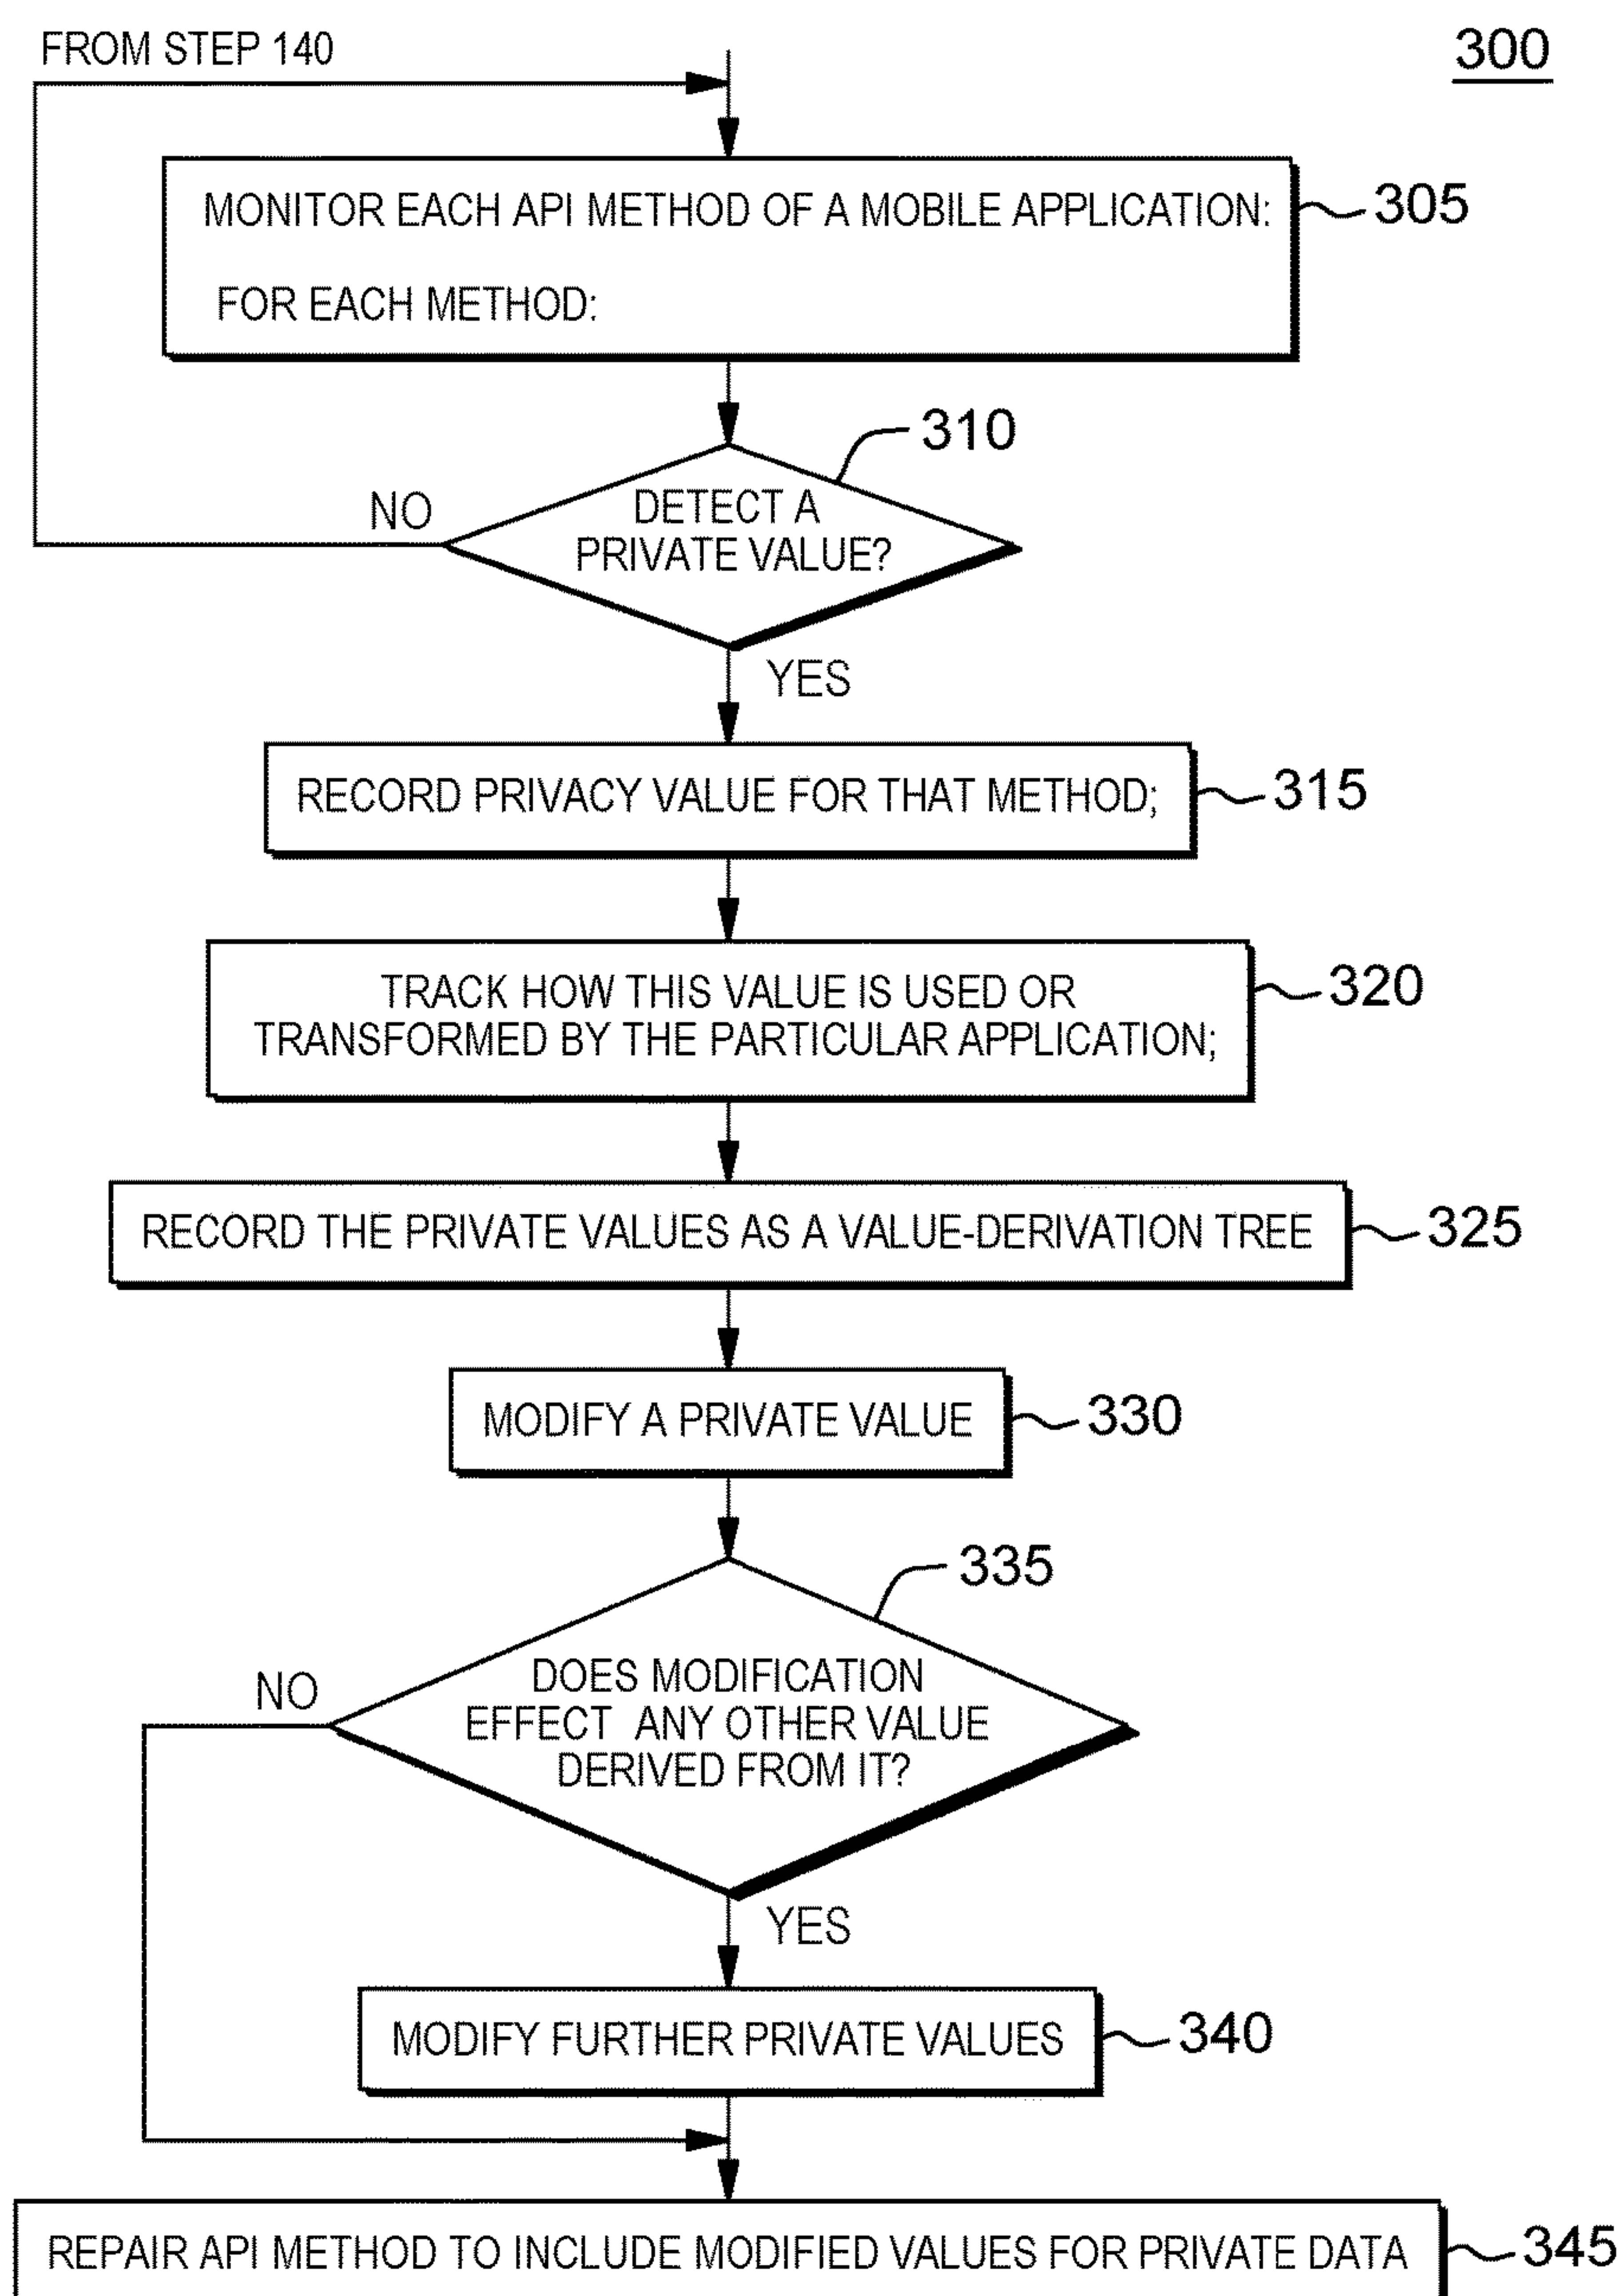 FROM STEP 140
300
MONITOR EACH API METHOD OF A MOBILE APPLICATION:
305
FOR EACH METHOD:
310
DETECT A
NO
PRIVATE VALUE?
YES
RECORD PRIVACY VALUE FOR THAT METHOD;
315
TRACK HOW THIS VALUE IS USED OR
320
TRANSFORMED BY THE PARTICULAR APPLICATION;
RECORD THE PRIVATE VALUES AS A VALUE-DERIVATION TREE
325
MODIFY A PRIVATE VALUE
330
335
DOES MODIFICATION
NO
EFFECT ANY OTHER VALUE
DERIVED FROM IT?
YES
MODIFY FURTHER PRIVATE VALUES
340
REPAIR API METHOD TO INCLUDE MODIFIED VALUES FOR PRIVATE DATA
345